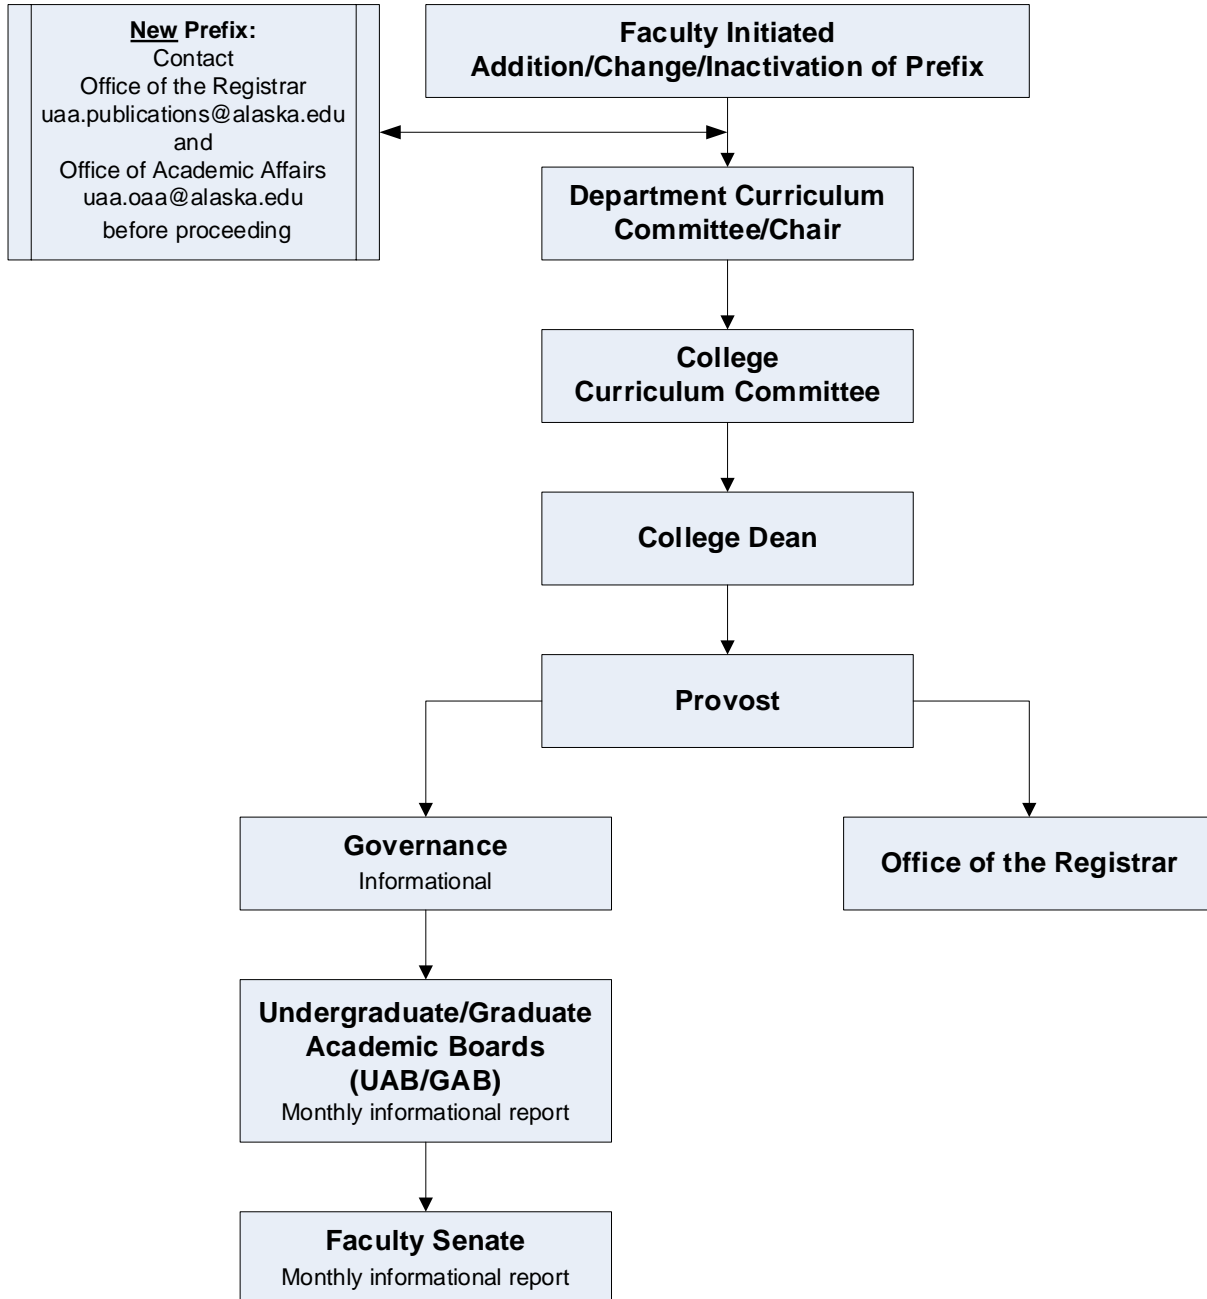 New Prefix:
Contact
Office of the Registrar
uaa.publications@alaska.edu
and
Office of Academic Affairs
uaa.oaa@alaska.edu
before proceeding
Faculty Initiated
Addition/Change/Inactivation of Prefix
Department Curriculum
Committee/Chair
College
Curriculum Committee
College Dean
Provost
Governance
Informational
Office of the Registrar
Undergraduate/Graduate
Academic Boards
(UAB/GAB)
Monthly informational report
Faculty Senate
Monthly informational report